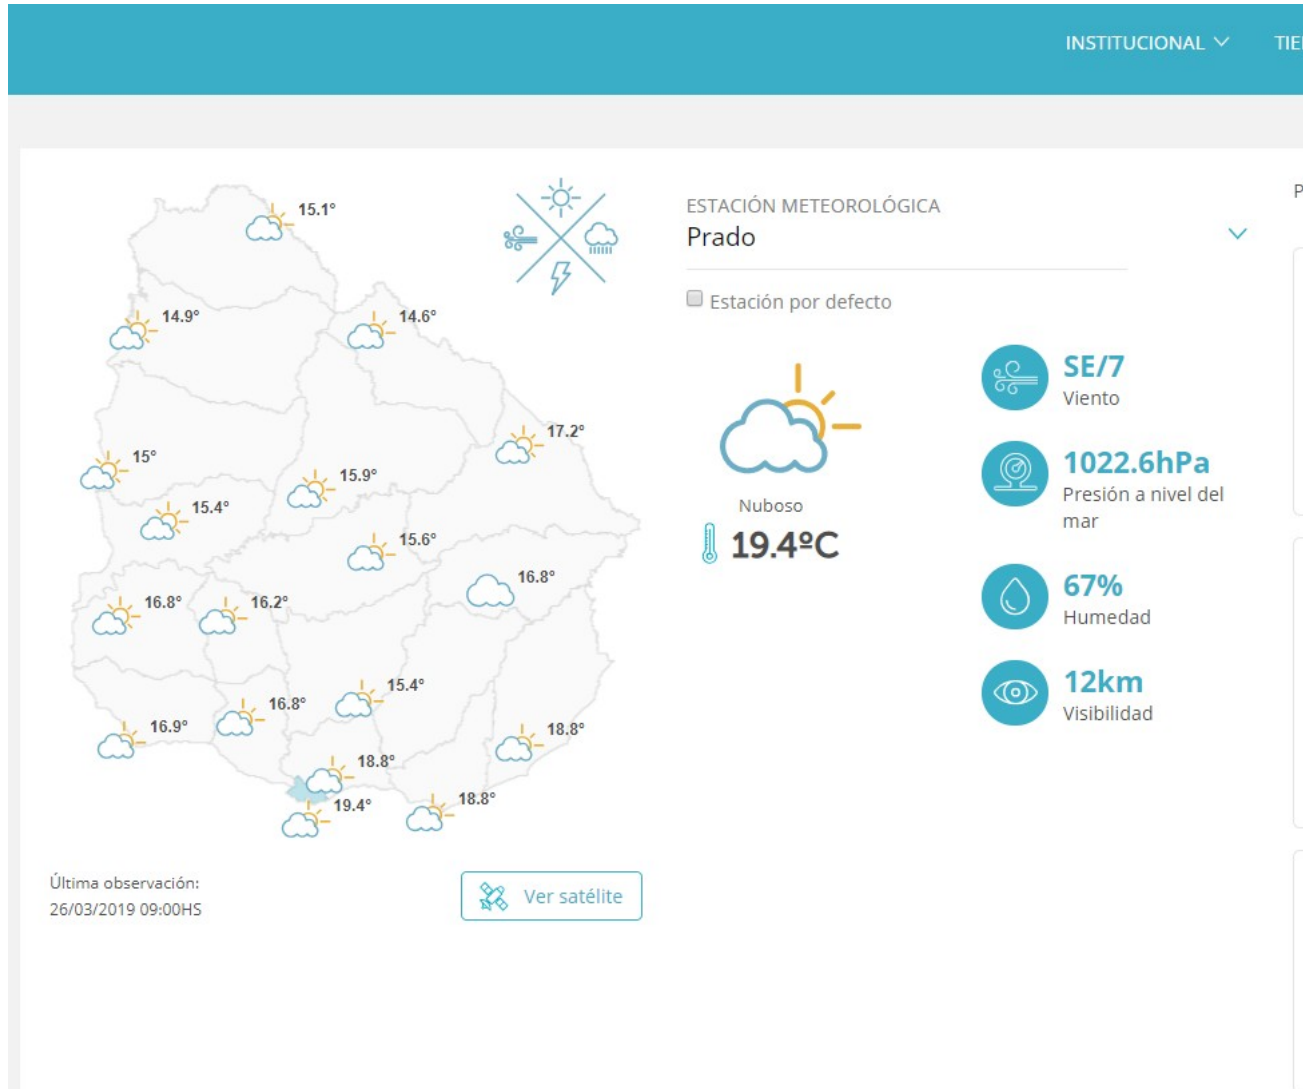 INSTITUCIONAL
TIE
15.1°
14.9°
14.6°
17.2°
15°
15.9°
15.4°
15.6°
16.8°
16.8°
16.2°
15.4°
16.8°
16.9°
18.8°
18.8°
19.4°
18.8°
Última observación:
26/03/2019 09:00HS
Ver satélite
ESTACIÓN METEOROLÓGICA
Prado
Estación por defecto
Nuboso
19.4ºC
SE/7
Viento
1022.6hPa
Presión a nivel del
mar
67%
Humedad
12km
Visibilidad
P